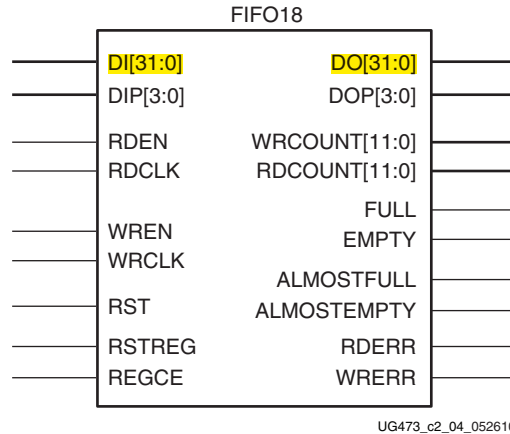 FIFO18
DI[31:0] DO[31:0]
DIP[3:0] DOP[3:0]
RDEN WRCOUNT[11:0]
RDCLK RDCOUNT[11:0]
FULL
WREN EMPTY
WRCLK
ALMOSTFULL
RST ALMOSTEMPTY
RSTREG RDERR
REGCE WRERR
UG473_c2_04_052610